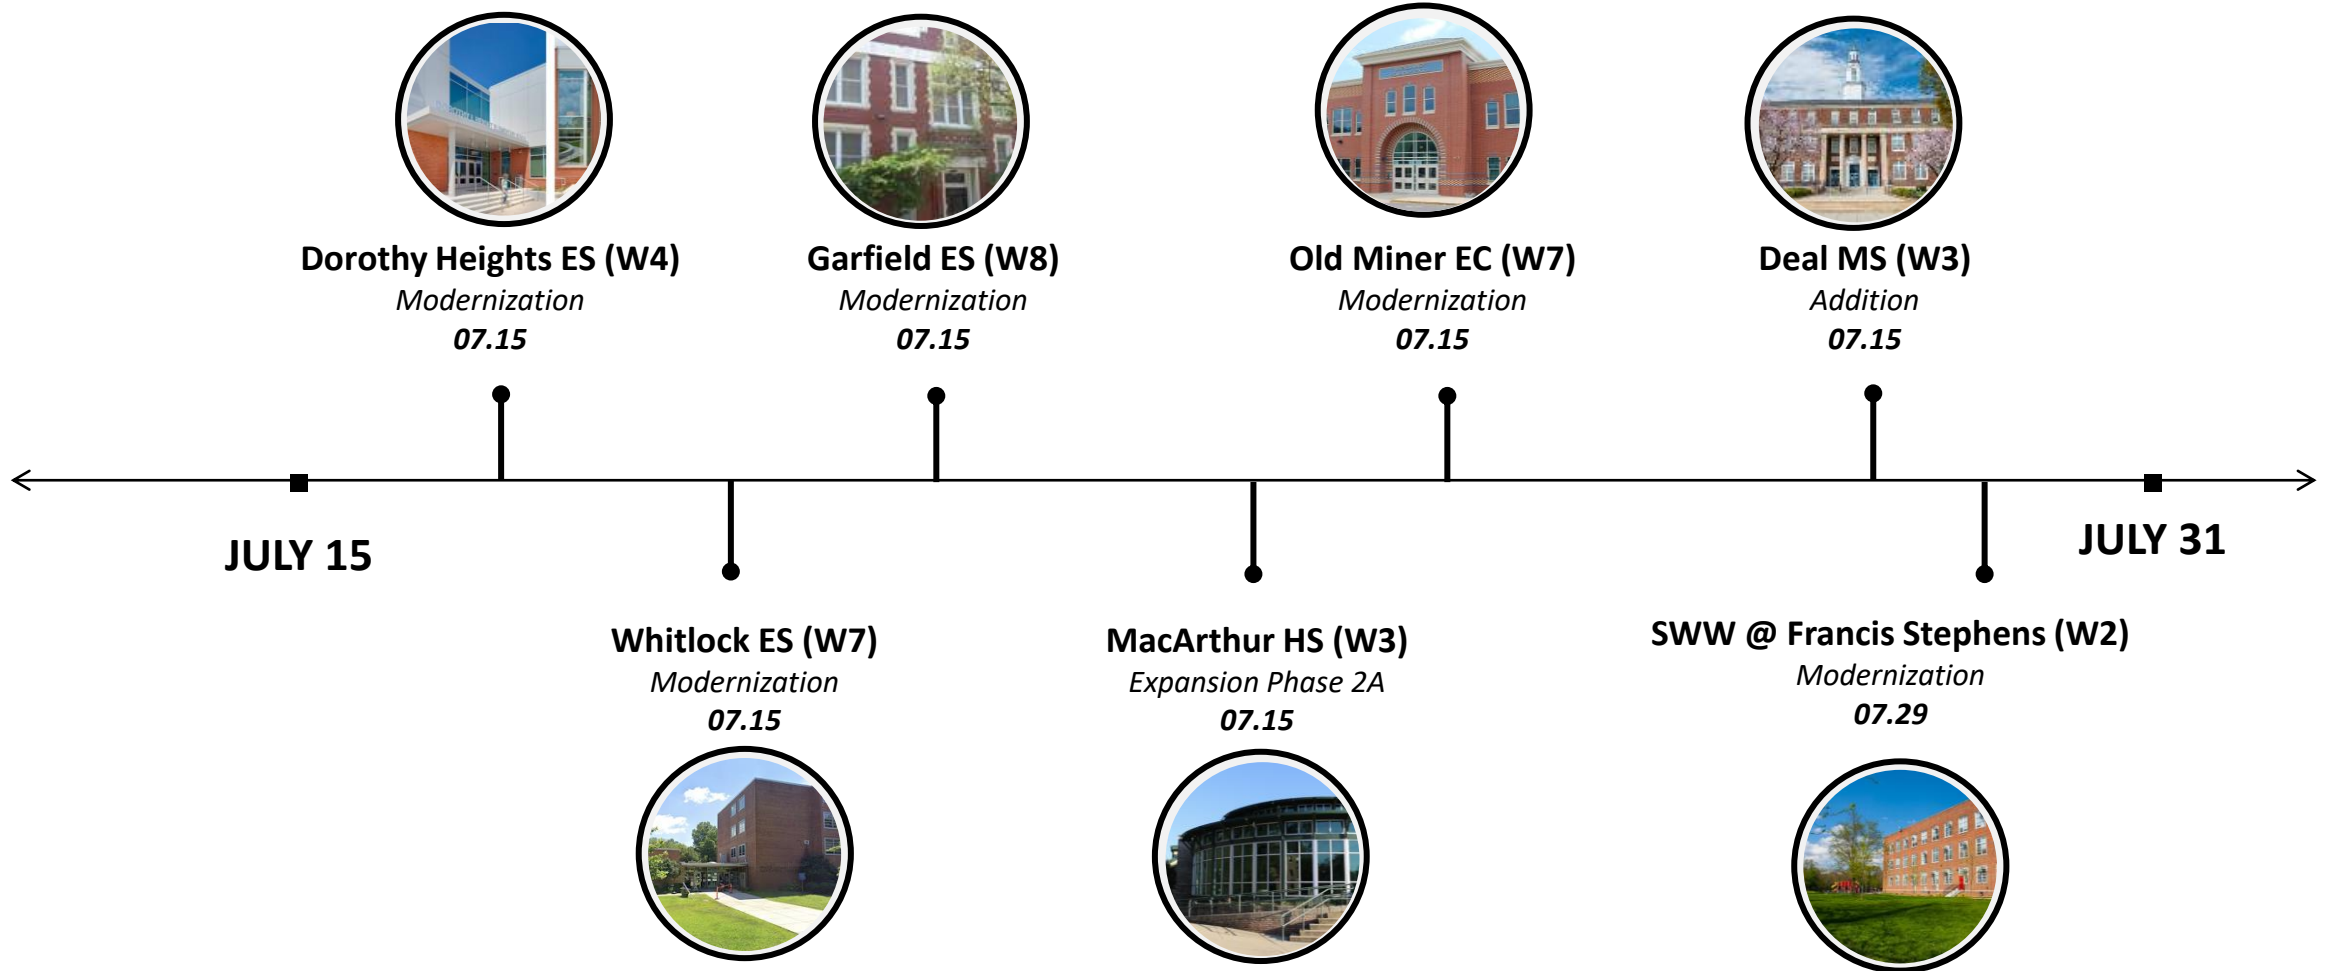 Dorothy Heights ES (W4)
Modernization
07.15
Garfield ES (W8)
Modernization
07.15
Old Miner EC (W7)
Modernization
07.15
Deal MS (W3)
Addition
07.15
JULY 15
JULY 31
Whitlock ES (W7)
Modernization
07.15
MacArthur HS (W3)
Expansion Phase 2A
07.15
SWW @ Francis Stephens (W2)
Modernization
07.29